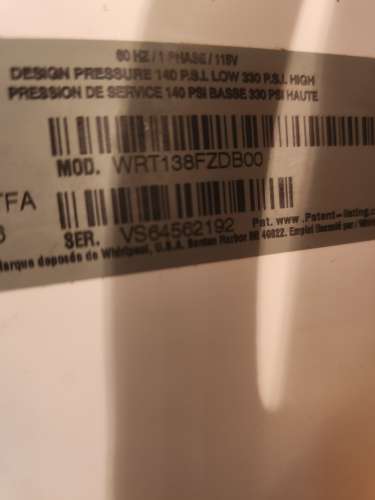 60 HZ / 1 PHASE / 115V
DESIGN PRESSURE 140 P.S.I. LOW 330 P.S.I. HIGH
PRESSION DE SERVICE 140 PSI BASSE 330 PSI HAUTE
MOD. WRT138FZDB00
TFA
SER. VS64562192 Pat. www.Patent-listing.c
Marque deposée de Whirlpool, U.S.A. Benton Harbor MI 49022. Emploi licencié par